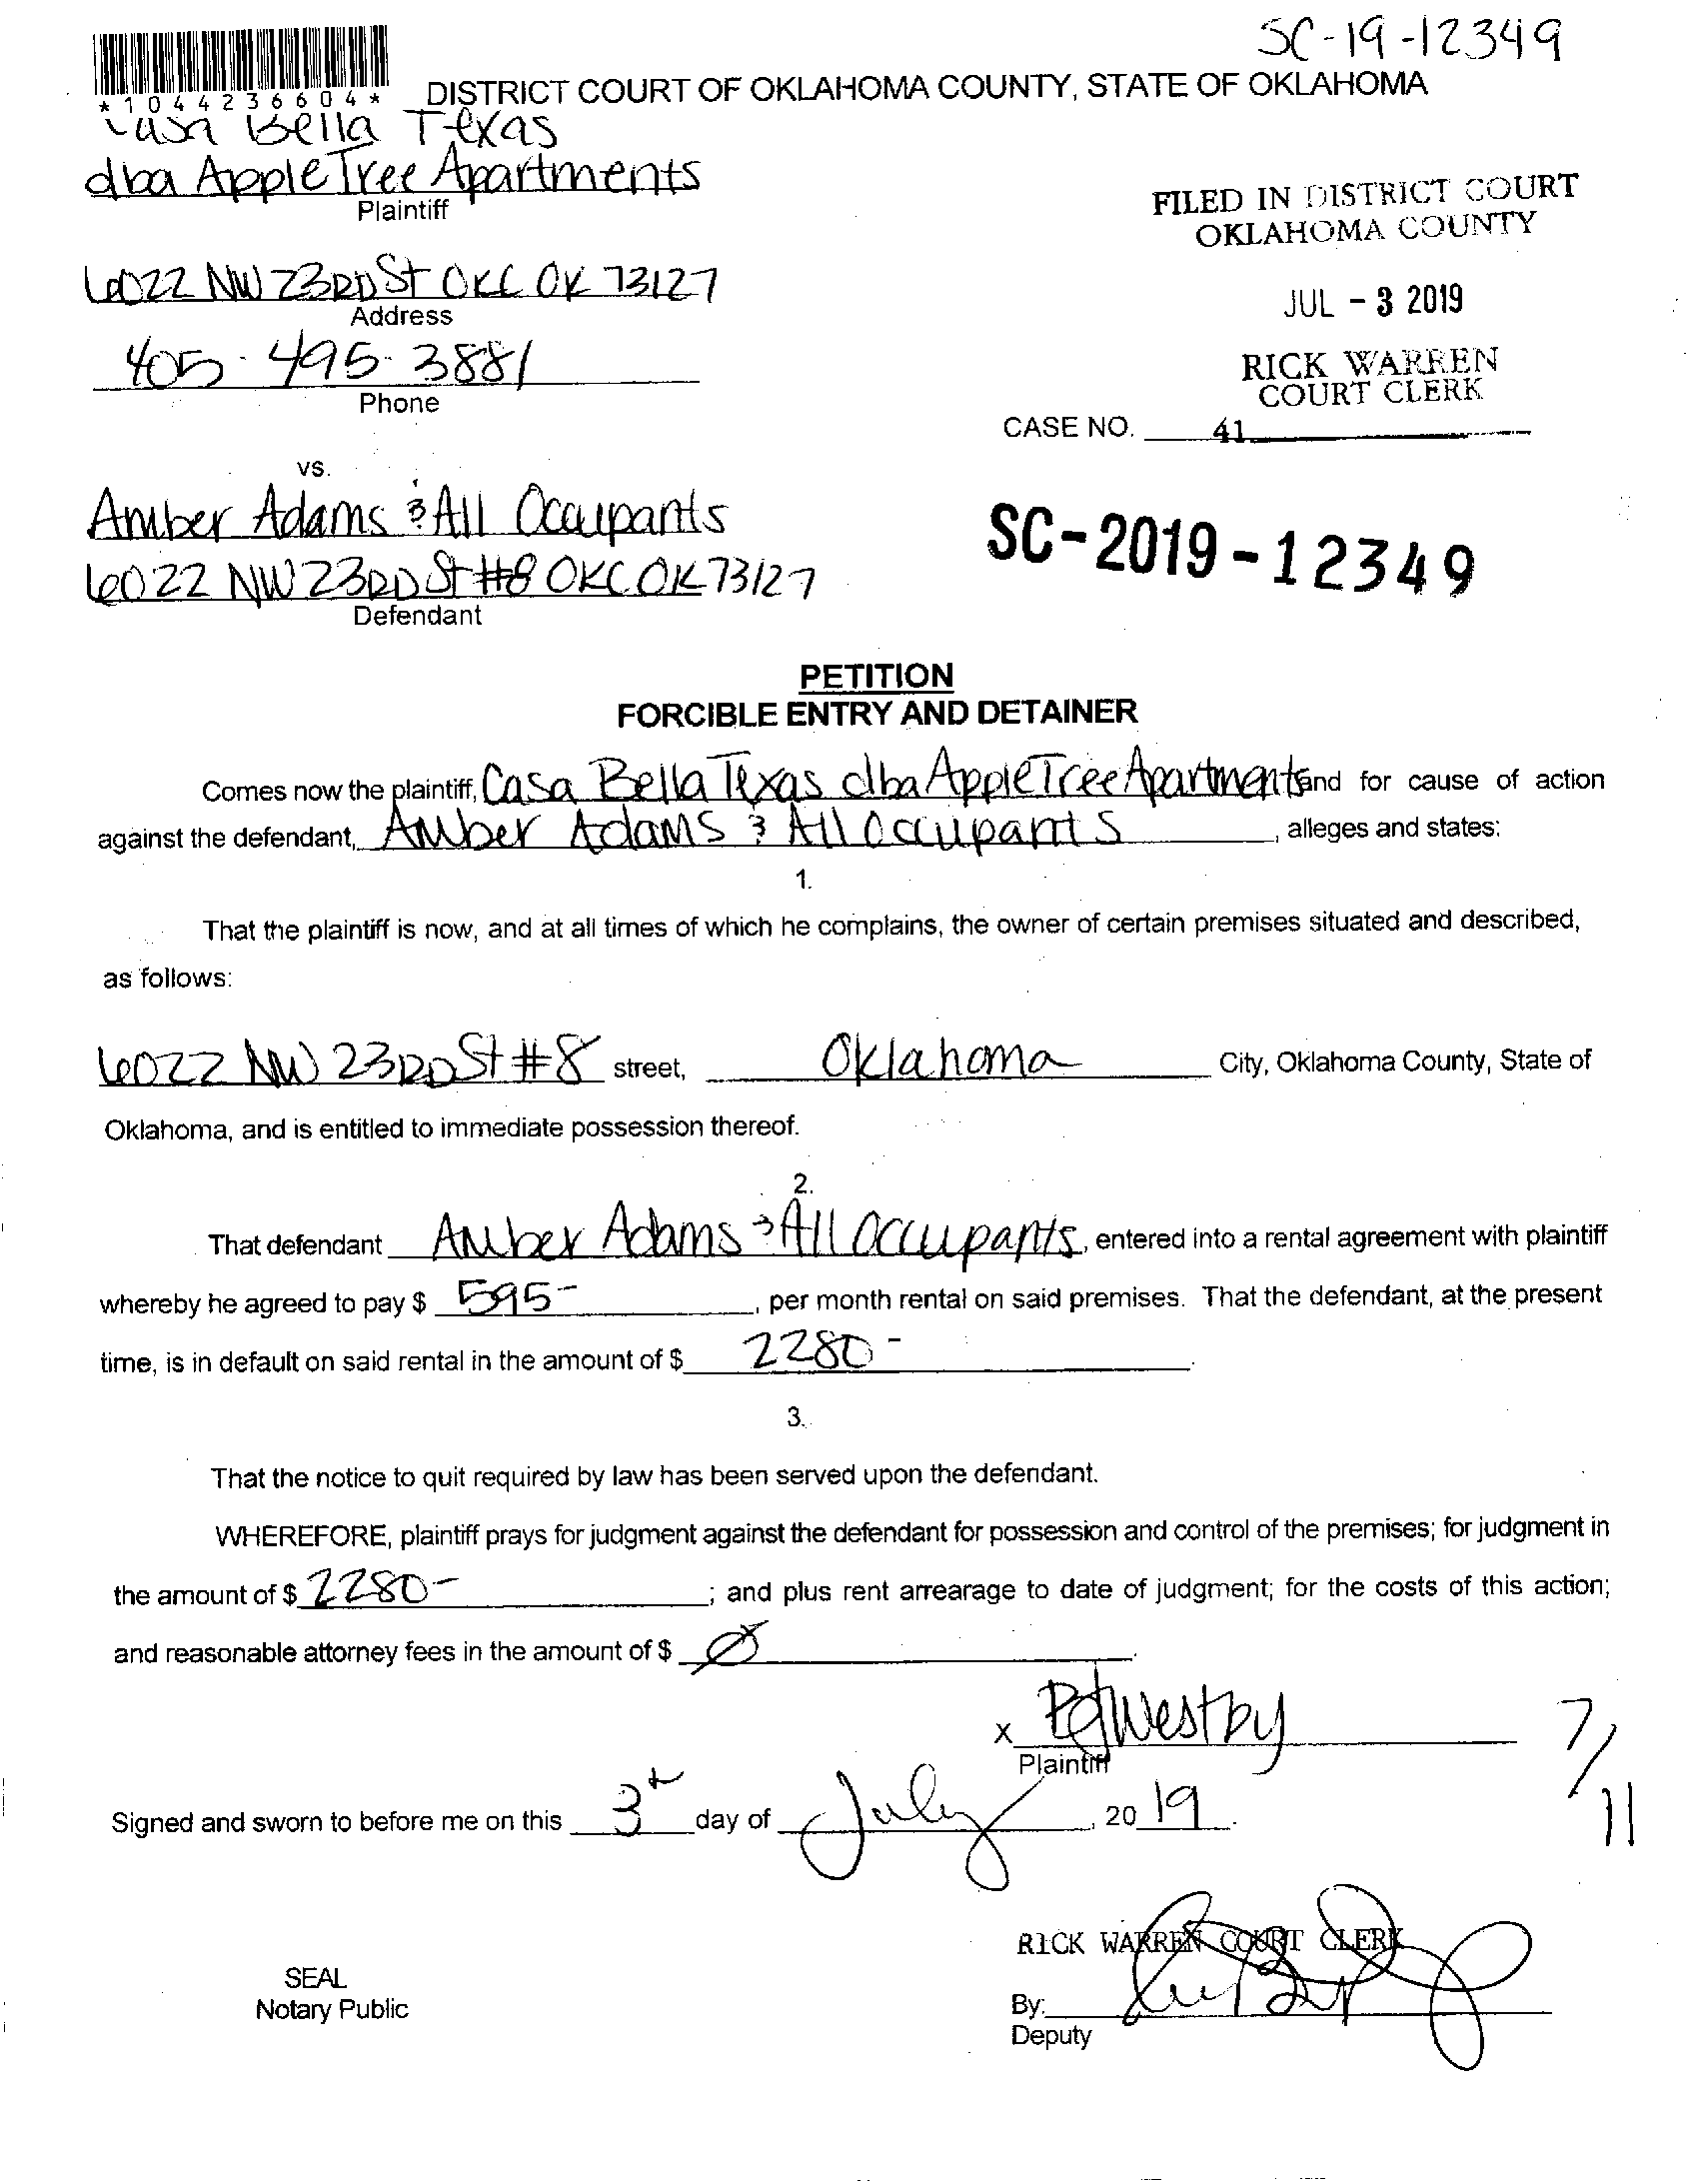 SC-19-12349
*1044236604*
DISTRICT COURT OF OKLAHOMA COUNTY, STATE OF OKLAHOMA
Casa Bella Texas
dba AppleTree Apartments
Plaintiff
FILED IN DISTRICT COURT
OKLAHOMA COUNTY
6022 NW 23RD St OKC OK 73127
Address
JUL - 3 2019
405-495-3881
Phone
RICK WARREN
COURT CLERK
CASE NO. 41
vs.
Amber Adams & All Occupants
6022 NW 23RD St #8 OKC OK 73127
Defendant
SC-2019-12349
PETITION
FORCIBLE ENTRY AND DETAINER
Comes now the plaintiff, Casa Bella Texas dba AppleTree Apartments and for cause of action
against the defendant, Amber Adams & All Occupants, alleges and states:
1.
That the plaintiff is now, and at all times of which he complains, the owner of certain premises situated and described,
as follows:
6022 NW 23RD St #8 street, Oklahoma City, Oklahoma County, State of
Oklahoma, and is entitled to immediate possession thereof.
2.
That defendant Amber Adams & All Occupants, entered into a rental agreement with plaintiff
whereby he agreed to pay $ 595-, per month rental on said premises. That the defendant, at the present
time, is in default on said rental in the amount of $ 2280-.
3.
That the notice to quit required by law has been served upon the defendant.
WHEREFORE, plaintiff prays for judgment against the defendant for possession and control of the premises; for judgment in
the amount of $ 2280-; and plus rent arrearage to date of judgment; for the costs of this action;
and reasonable attorney fees in the amount of $ Ø.
x Westby
Plaintiff
7/11
Signed and sworn to before me on this 3rd day of July, 2019.
RICK WARREN COURT CLERK
SEAL
Notary Public
By:
Deputy